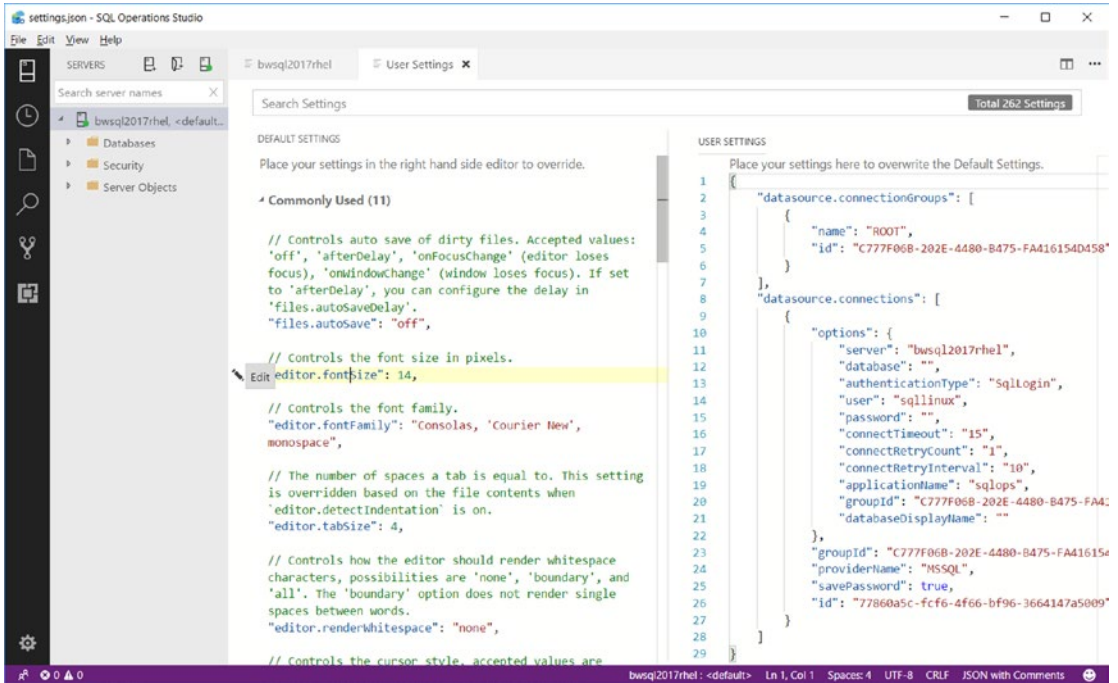 settings.json - SQL Operations Studio
File Edit View Help
SERVERS
Search server names
bwsql2017rhel, <default..
Databases
Security
Server Objects
bwsql2017rhel
User Settings
Search Settings
Total 262 Settings
DEFAULT SETTINGS
Place your settings in the right hand side editor to override.
Commonly Used (11)
// Controls auto save of dirty files. Accepted values:
'off', 'afterDelay', 'onFocusChange' (editor loses
focus), 'onWindowChange' (window loses focus). If set
to 'afterDelay', you can configure the delay in
'files.autoSaveDelay'.
"files.autoSave": "off",
// Controls the font size in pixels.
Edit
editor.fontSize": 14,
// Controls the font family.
"editor.fontFamily": "Consolas, 'Courier New',
monospace",
// The number of spaces a tab is equal to. This setting
is overridden based on the file contents when
`editor.detectIndentation` is on.
"editor.tabSize": 4,
// Controls how the editor should render whitespace
characters, possibilities are 'none', 'boundary', and
'all'. The 'boundary' option does not render single
spaces between words.
"editor.renderWhitespace": "none",
// Controls the cursor style, accepted values are
USER SETTINGS
Place your settings here to overwrite the Default Settings.
1 {
2 "datasource.connectionGroups": [
3 {
4 "name": "ROOT",
5 "id": "C777F06B-202E-4480-B475-FA416154D458"
6 }
7 ],
8 "datasource.connections": [
9 {
10 "options": {
11 "server": "bwsql2017rhel",
12 "database": "",
13 "authenticationType": "SqlLogin",
14 "user": "sqllinux",
15 "password": "",
16 "connectTimeout": "15",
17 "connectRetryCount": "1",
18 "connectRetryInterval": "10",
19 "applicationName": "sqlops",
20 "groupId": "C777F06B-202E-4480-B475-FA41
21 "databaseDisplayName": ""
22 },
23 "groupId": "C777F06B-202E-4480-B475-FA416154
24 "providerName": "MSSQL",
25 "savePassword": true,
26 "id": "77860a5c-fcf6-4f66-bf96-3664147a5009"
27 }
28 ]
29 }
0 0
bwsql2017rhel : <default> Ln 1, Col 1 Spaces: 4 UTF-8 CRLF JSON with Comments